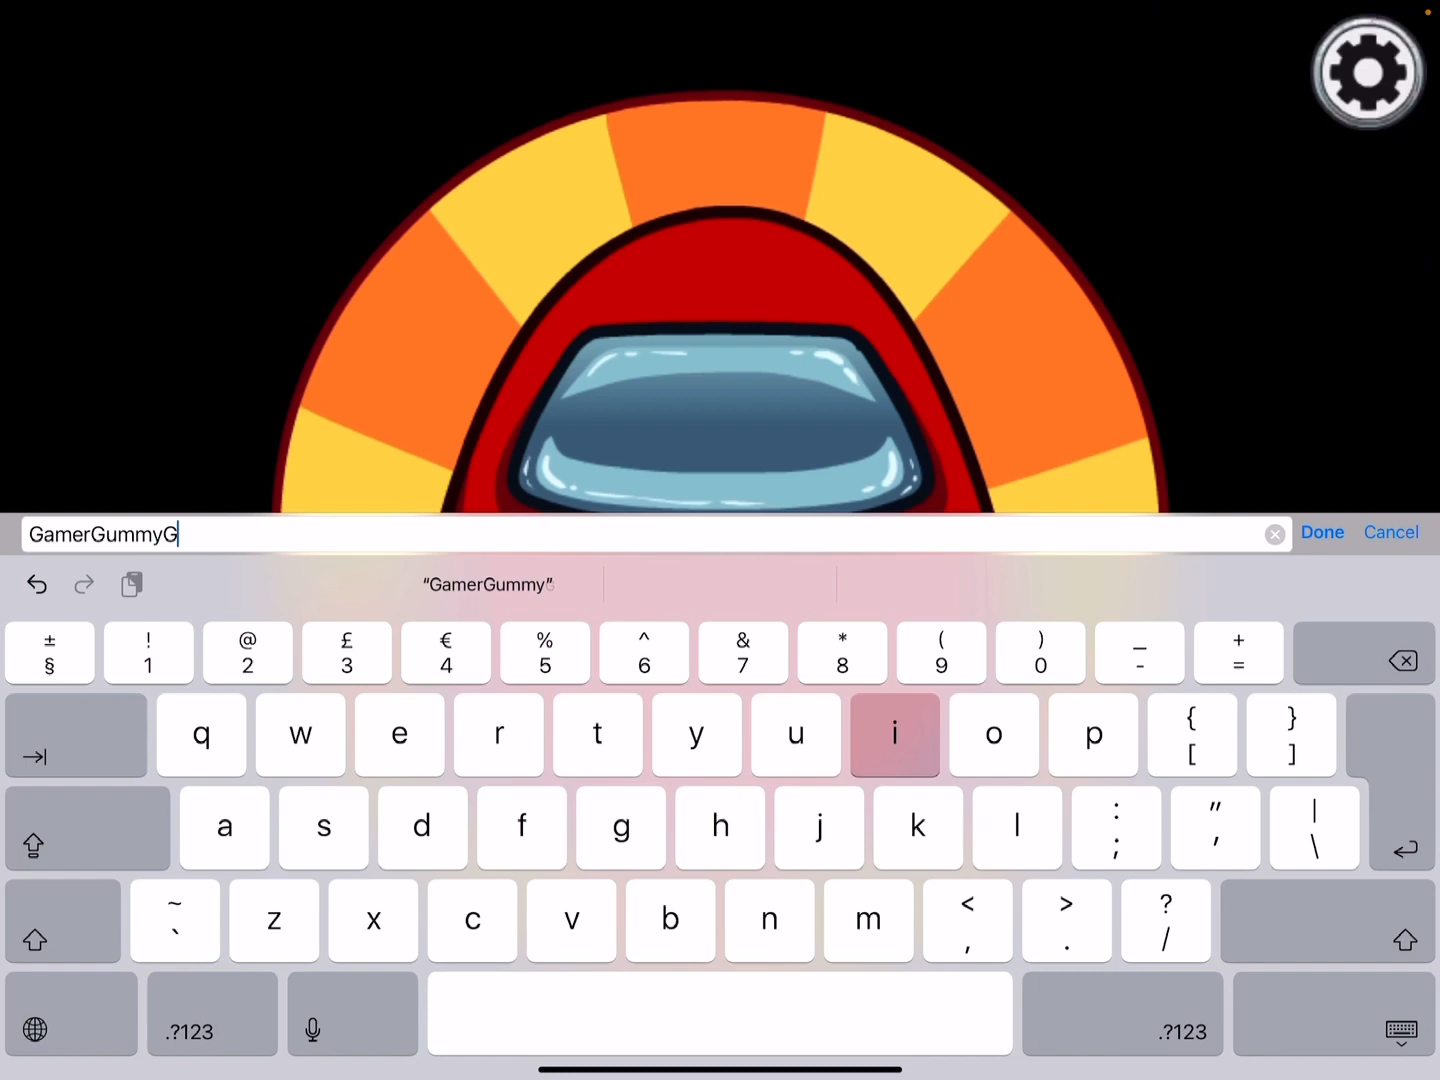 GamerGummyG
Done
Cancel
“GamerGummy”
± ! @ £ € % ^ & * ( ) _ +
§ 1 2 3 4 5 6 7 8 9 0 - =
q w e r t y u i o p { }
[ ]
a s d f g h j k l : " |
; ' \
~ z x c v b n m < > ?
` , . /
.?123 .?123